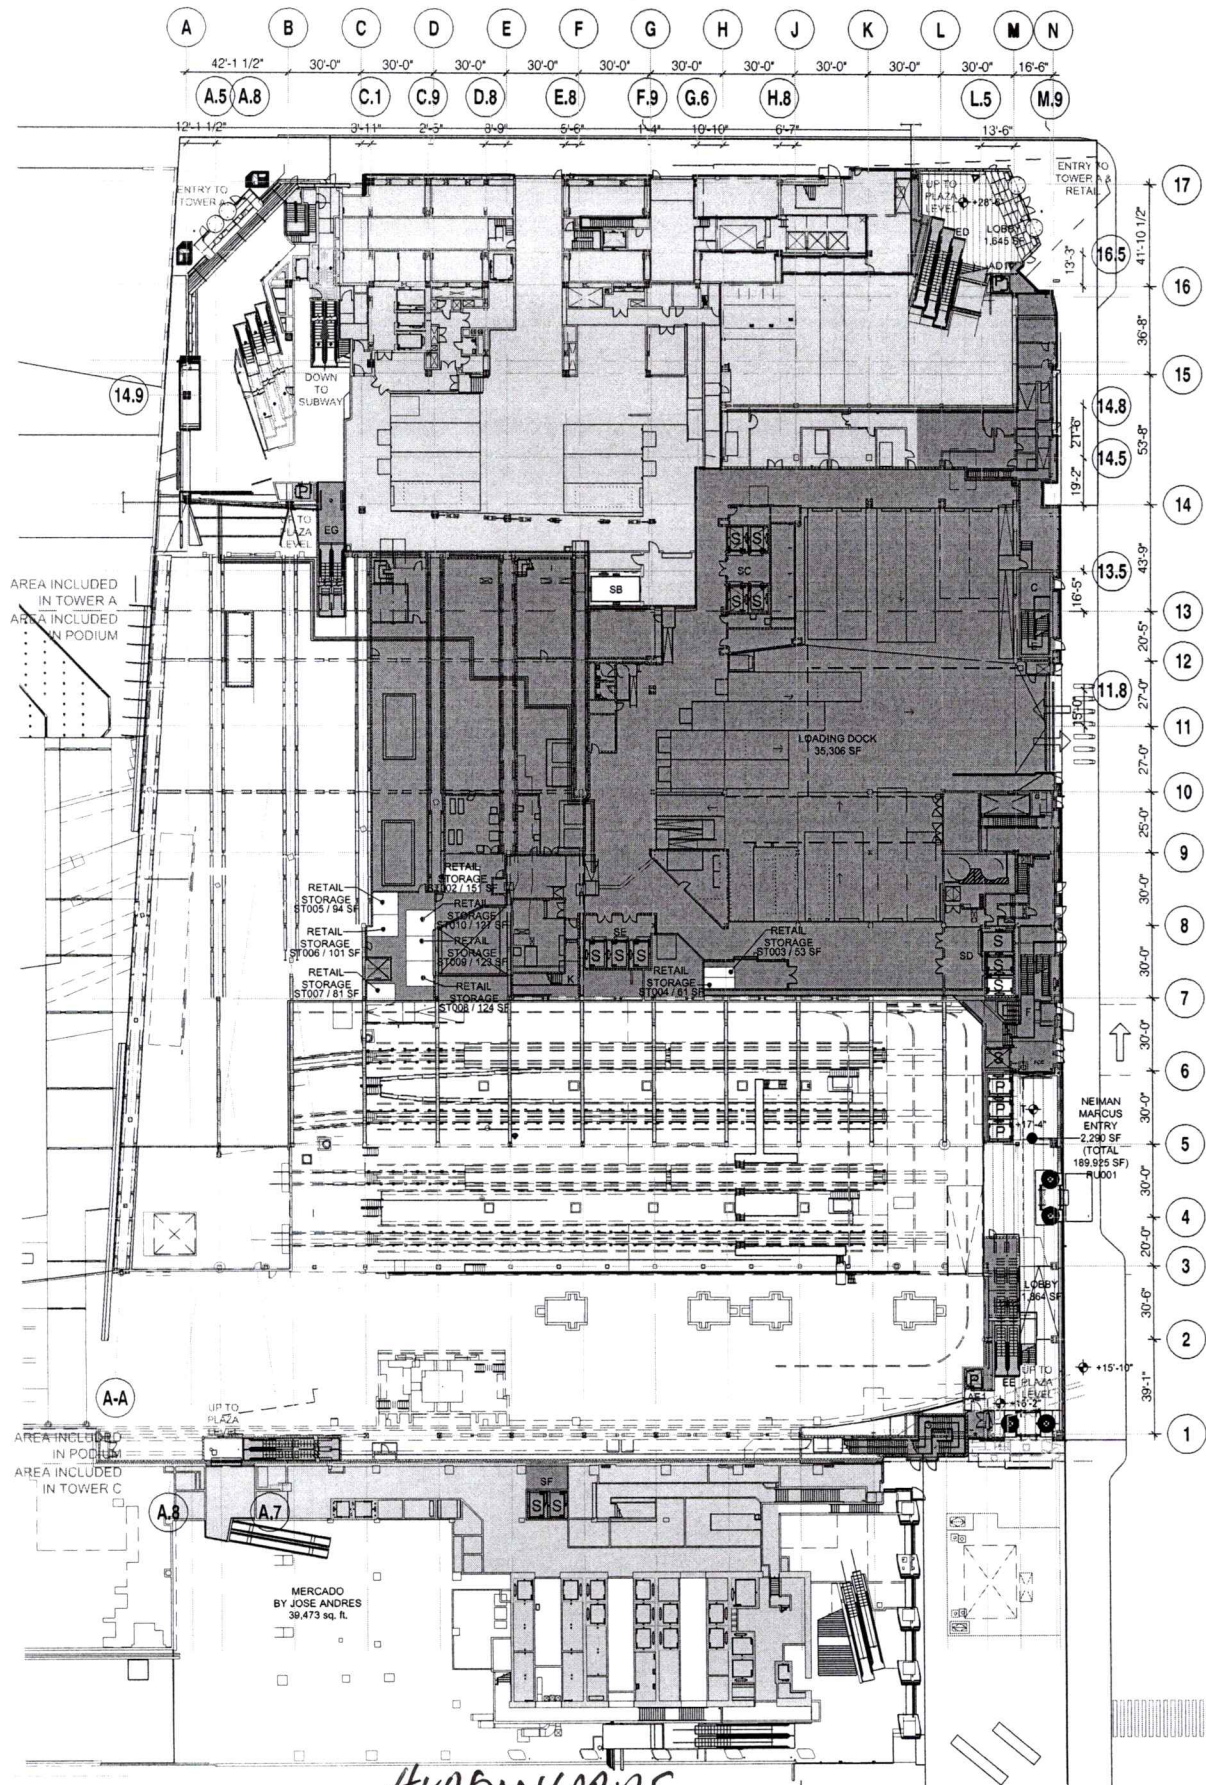 A B C D E F G H J K L M N
42'-1 1/2" 30'-0" 30'-0" 30'-0" 30'-0" 30'-0" 30'-0" 30'-0" 30'-0" 30'-0" 30'-0" 16'-6"
A.5 A.8 C.1 C.9 D.8 E.8 F.9 G.6 H.8 L.5 M.9
12'-1 1/2" 3'-11" 2'-5" 8'-9" 5'-6" 1'-4" 10'-10" 6'-7" 13'-6"
ENTRY TO
TOWER A
UP TO
PLAZA
LEVEL
+28'-6"
ENTRY TO
TOWER A &
RETAIL
17
ED
LOBBY
1,645 SF
41'-10 1/2"
13'-3"
16.5
P
16
36'-8"
DOWN
TO
SUBWAY
15
14.9
14.8
21'-6"
53'-8"
14.5
19'-2"
P
EG
UP TO
PLAZA
LEVEL
14
S S
SC
S S
43'-9"
13.5
16'-5"
AREA INCLUDED
IN TOWER A
AREA INCLUDED
IN PODIUM
SB
C
13
20'-5"
12
27'-0"
11.8
15'-0"
11
LOADING DOCK
35,306 SF
27'-0"
10
25'-0"
9
30'-0"
RETAIL
STORAGE
ST002 / 151 SF
RETAIL
STORAGE
ST005 / 94 SF
RETAIL
STORAGE
ST010 / 127 SF
8
RETAIL
STORAGE
ST006 / 101 SF
RETAIL
STORAGE
ST009 / 123 SF
SE
S S S
RETAIL
STORAGE
ST003 / 53 SF
SD
S
S
S
30'-0"
RETAIL
STORAGE
ST007 / 81 SF
RETAIL
STORAGE
ST008 / 124 SF
K
RETAIL
STORAGE
ST004 / 61 SF
7
F
30'-0"
S
6
P
P
P
+17'-4"
30'-0"
NEIMAN
MARCUS
ENTRY
2,290 SF
(TOTAL
189,925 SF)
RU001
5
30'-0"
4
20'-0"
3
LOBBY
1,864 SF
30'-6"
2
+15'-10"
P
EE
UP TO
PLAZA
LEVEL
39'-1"
A-A
UP TO
PLAZA
LEVEL
1
AREA INCLUDED
IN PODIUM
AREA INCLUDED
IN TOWER C
SF
S S
A.8 A.7
MERCADO
BY JOSE ANDRES
39,473 sq. ft.